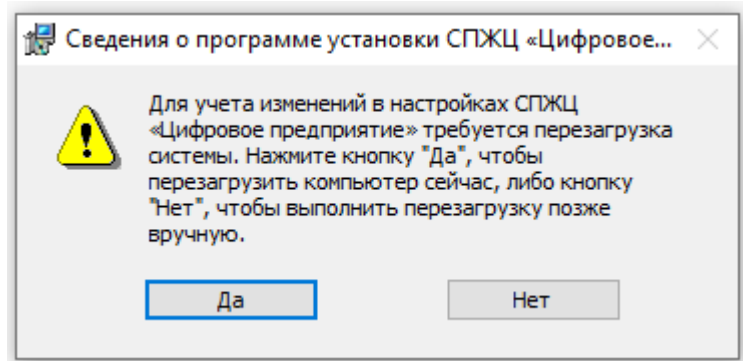 Сведения о программе установки СПЖЦ «Цифровое...
Для учета изменений в настройках СПЖЦ
«Цифровое предприятие» требуется перезагрузка
системы. Нажмите кнопку "Да", чтобы
перезагрузить компьютер сейчас, либо кнопку
"Нет", чтобы выполнить перезагрузку позже
вручную.
Да Нет